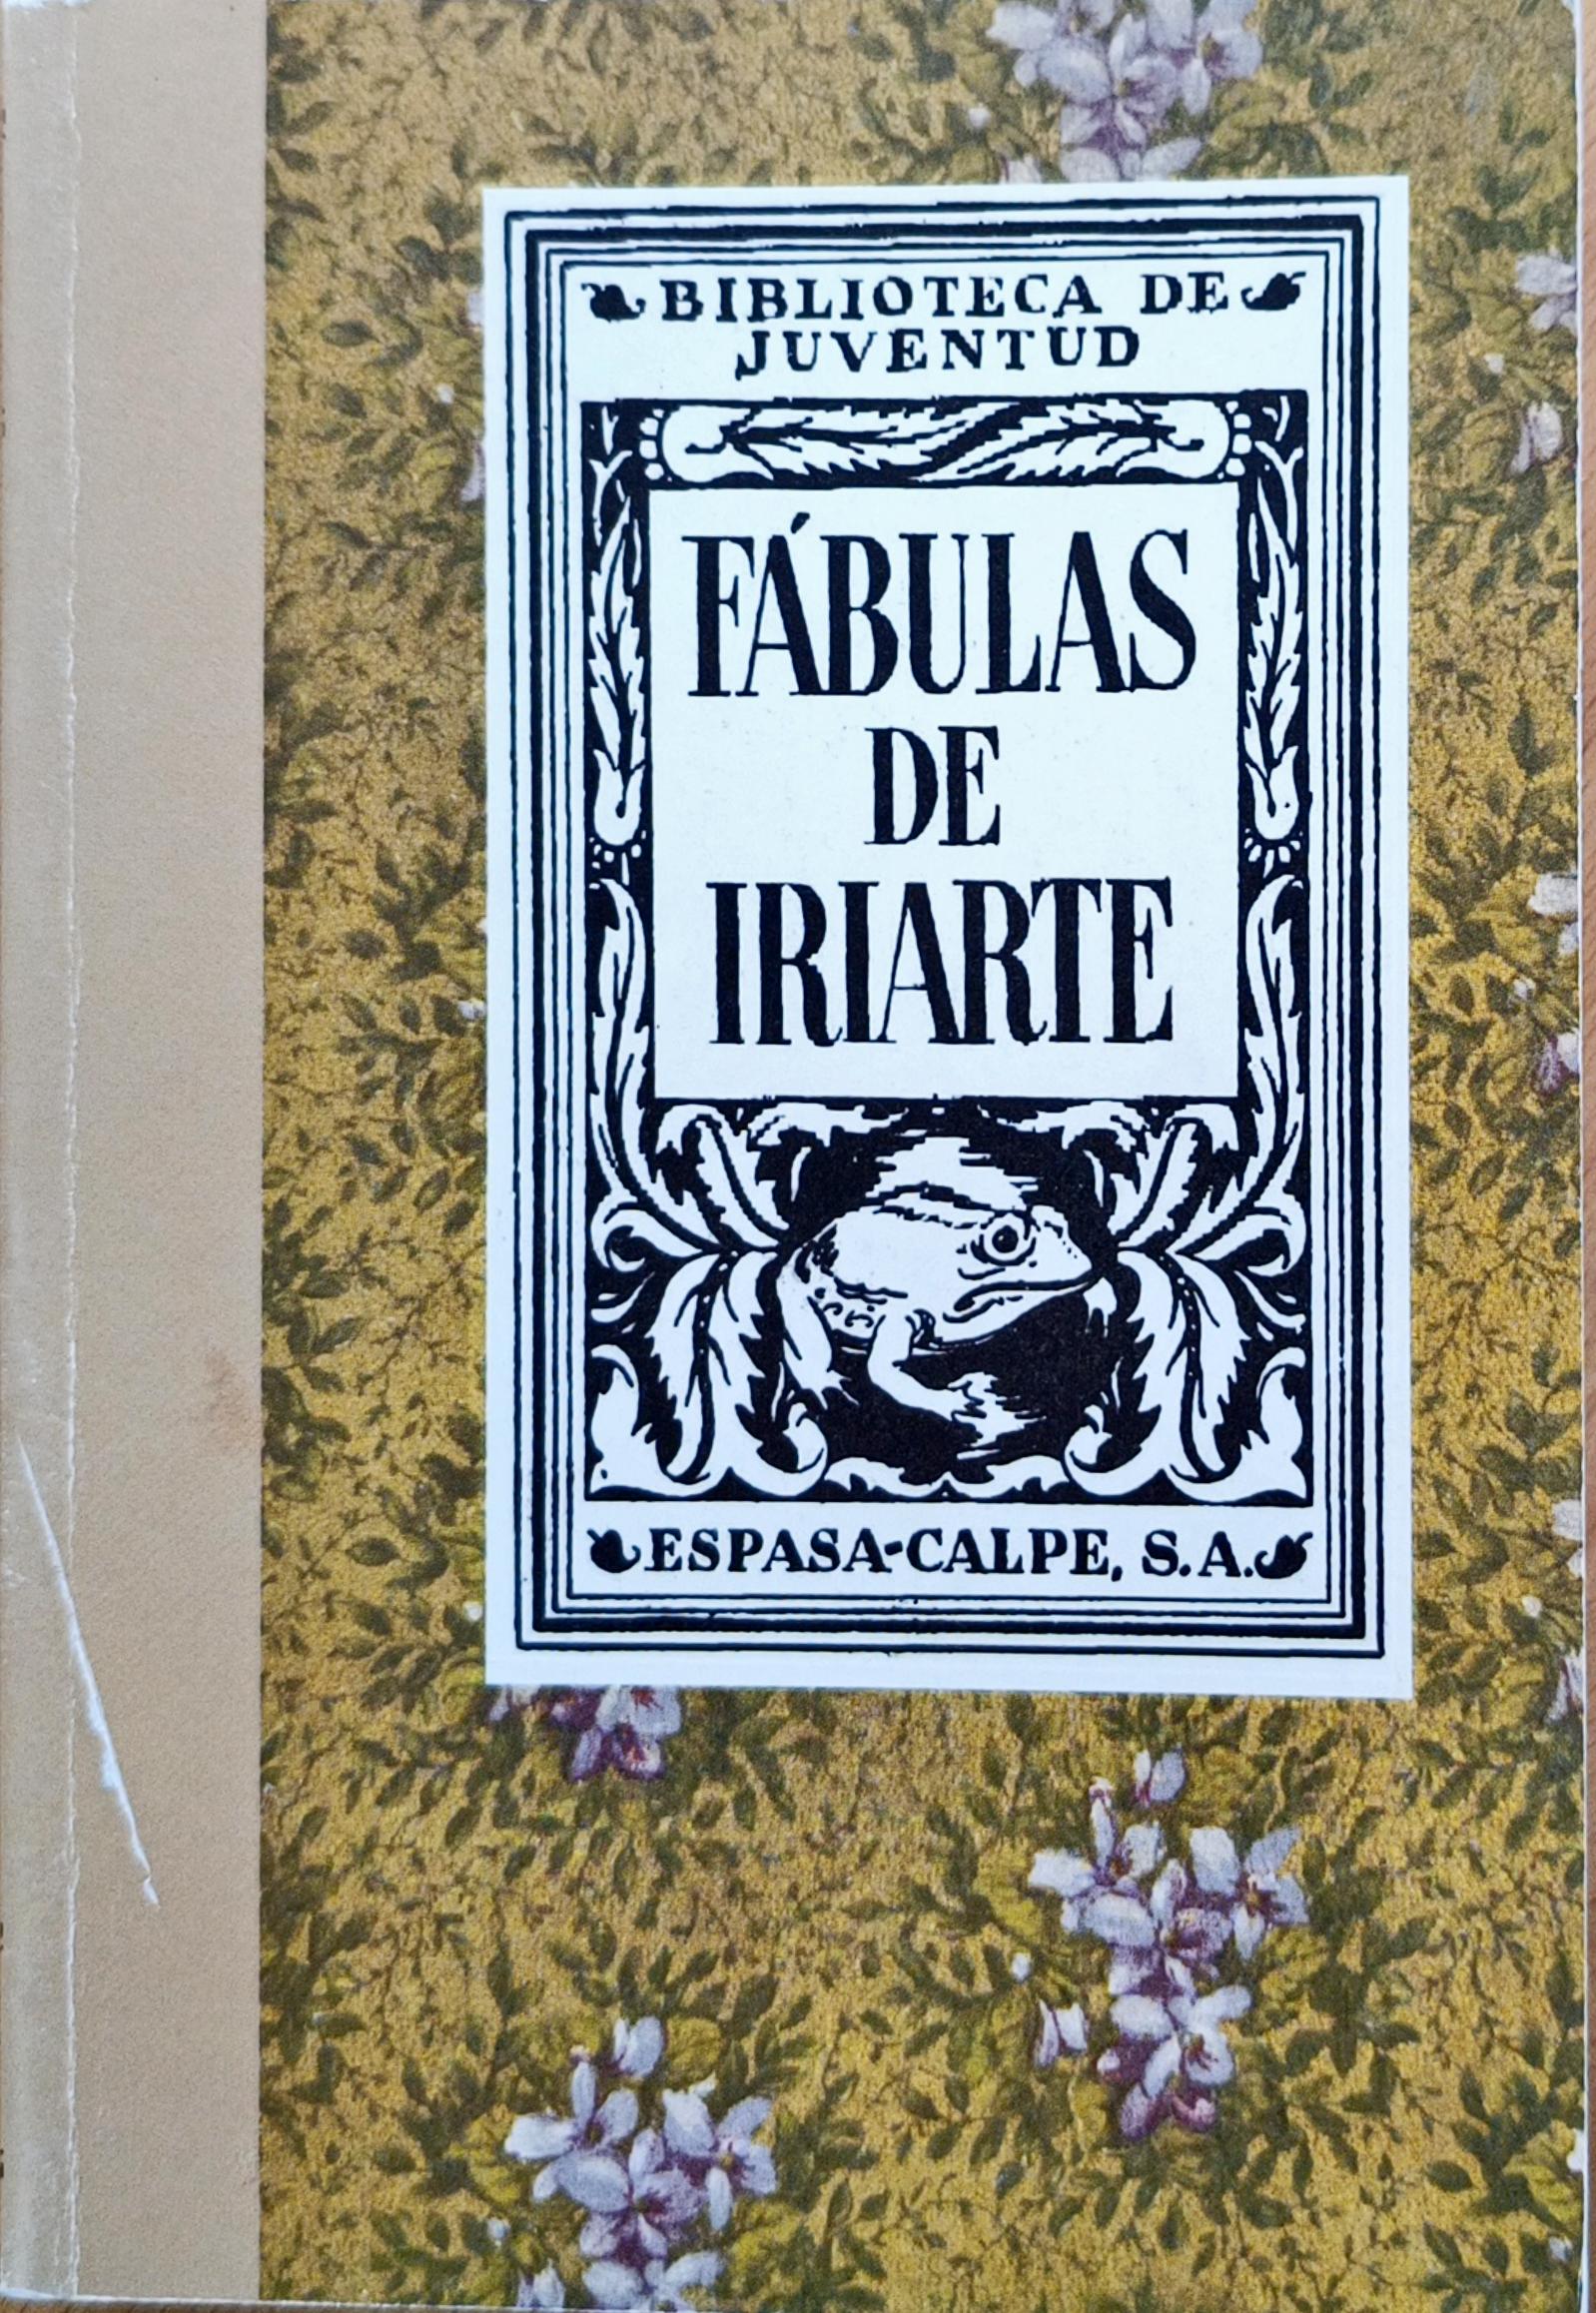 BIBLIOTECA DE
JUVENTUD
FÁBULAS
DE
IRIARTE
ESPASA-CALPE, S.A.